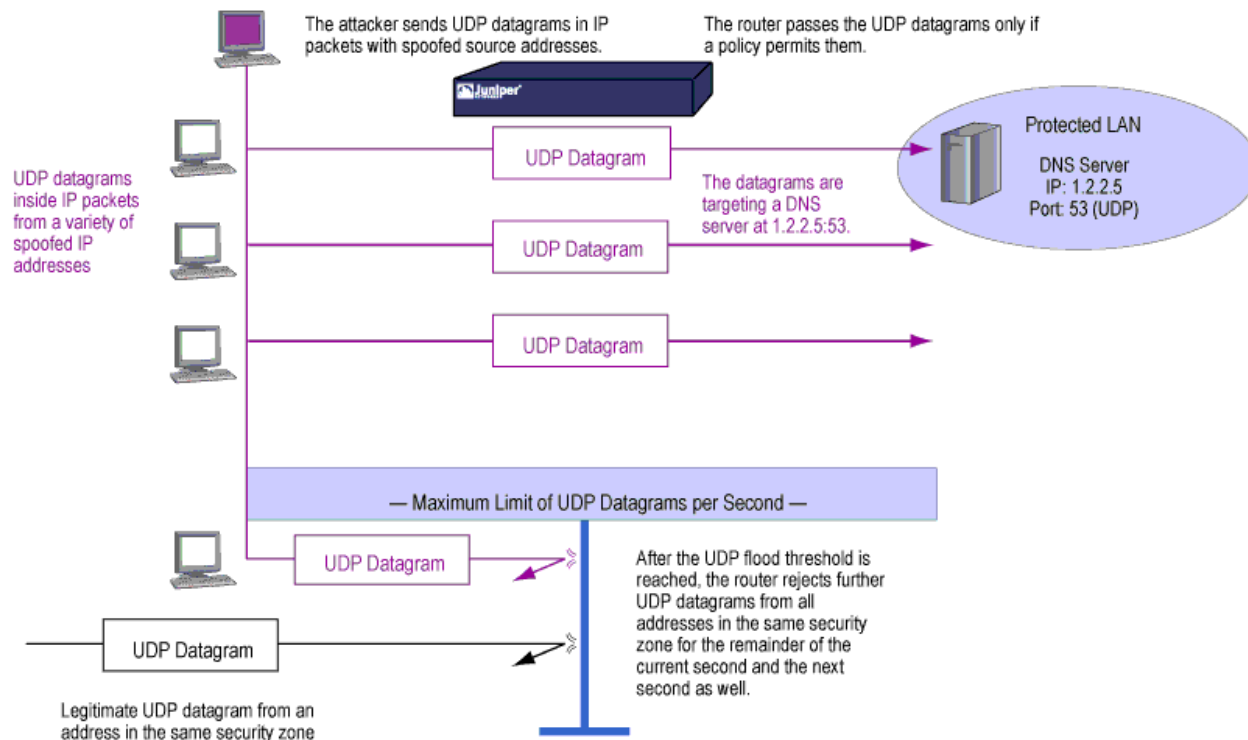 The attacker sends UDP datagrams in IP
packets with spoofed source addresses.
The router passes the UDP datagrams only if
a policy permits them.
Juniper
UDP Datagram
Protected LAN
DNS Server
IP: 1.2.2.5
Port: 53 (UDP)
UDP datagrams
inside IP packets
from a variety of
spoofed IP
addresses
The datagrams are
targeting a DNS
server at 1.2.2.5:53.
UDP Datagram
UDP Datagram
— Maximum Limit of UDP Datagrams per Second —
UDP Datagram
After the UDP flood threshold is
reached, the router rejects further
UDP datagrams from all
addresses in the same security
zone for the remainder of the
current second and the next
second as well.
UDP Datagram
Legitimate UDP datagram from an
address in the same security zone